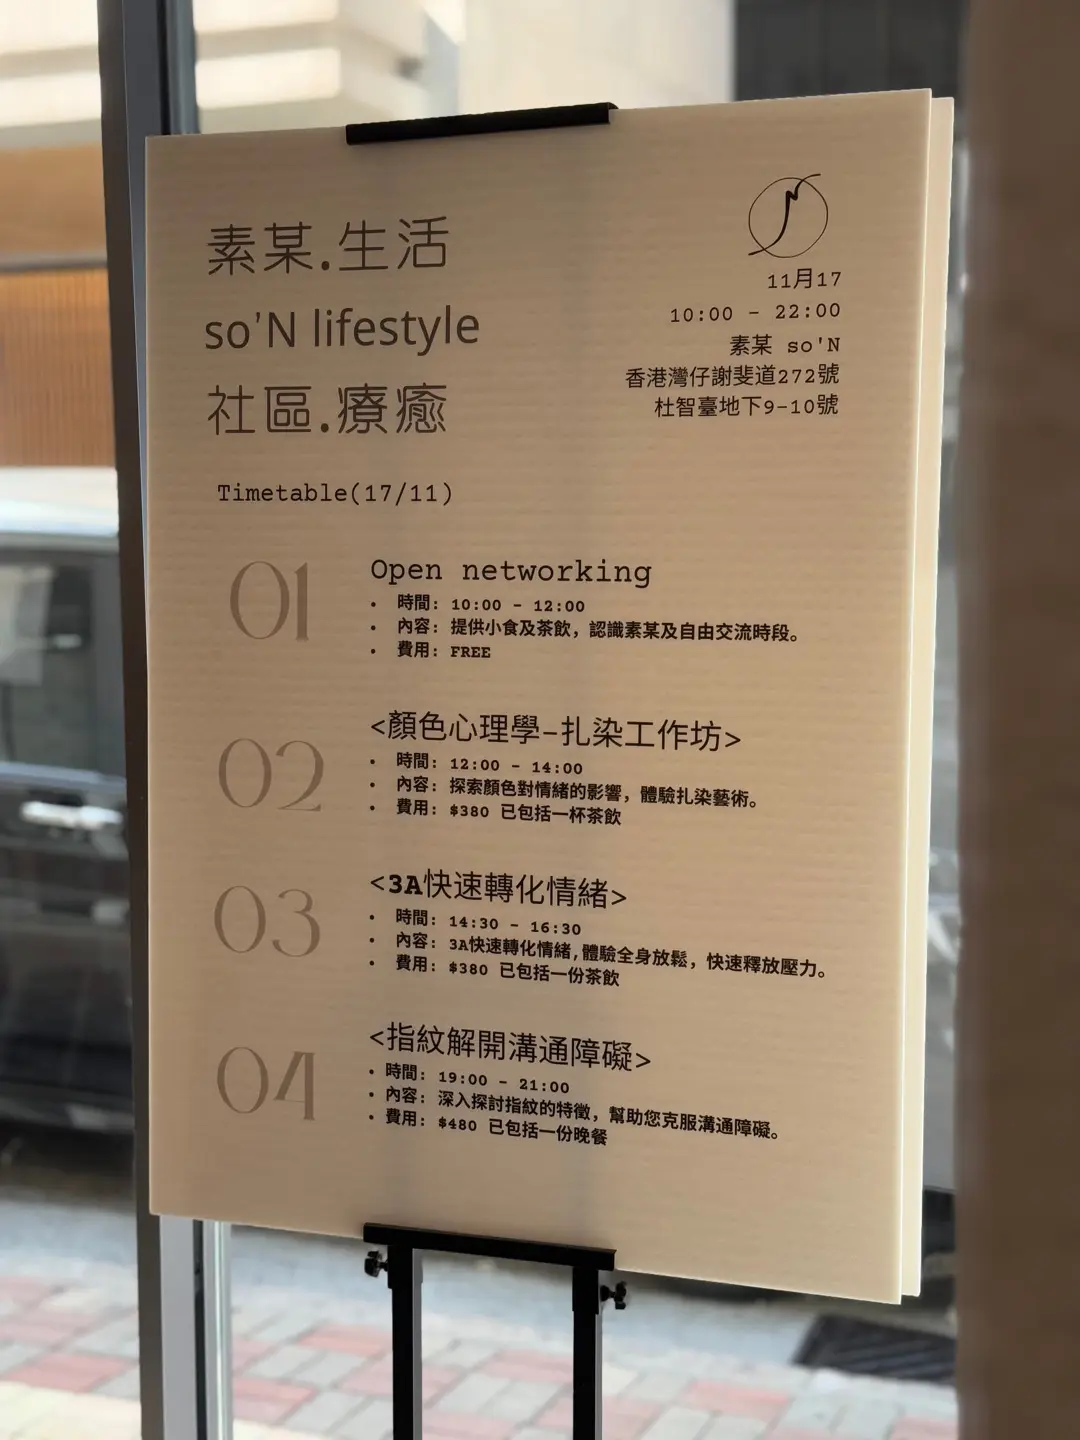 素某.生活
so'N lifestyle
社區.療癒
11月17
10:00 - 22:00
素某 so'N
香港灣仔謝斐道272號
杜智臺地下9-10號
Timetable(17/11)
01
Open networking
• 時間: 10:00 - 12:00
• 內容: 提供小食及茶飲，認識素某及自由交流時段。
• 費用: FREE
02
<顏色心理學-扎染工作坊>
• 時間: 12:00 - 14:00
• 內容: 探索顏色對情緒的影響，體驗扎染藝術。
• 費用: $380 已包括一杯茶飲
03
<3A快速轉化情緒>
• 時間: 14:30 - 16:30
• 內容: 3A快速轉化情緒,體驗全身放鬆，快速釋放壓力。
• 費用: $380 已包括一份茶飲
04
<指紋解開溝通障礙>
• 時間: 19:00 - 21:00
• 內容: 深入探討指紋的特徵，幫助您克服溝通障礙。
• 費用: $480 已包括一份晚餐